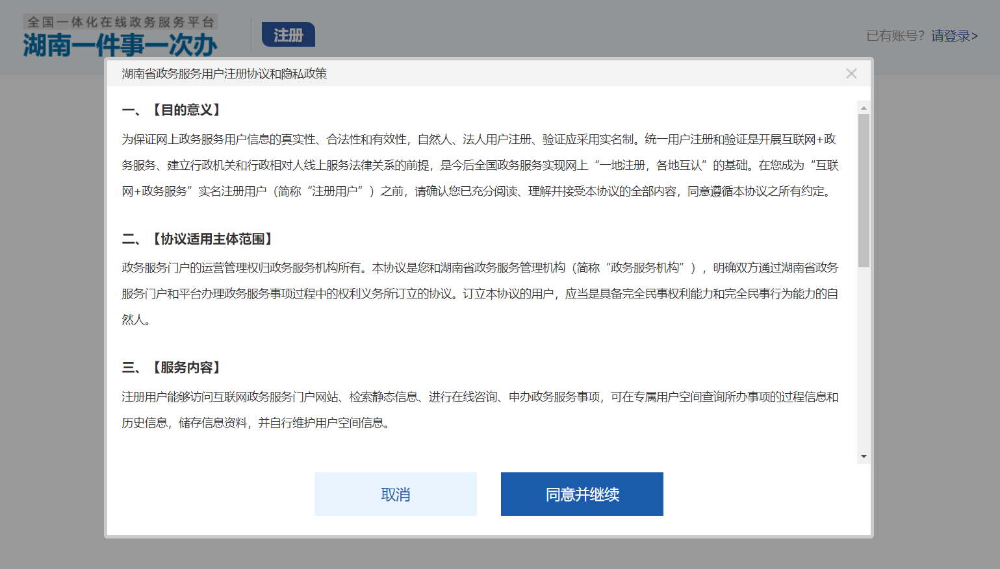 全国一体化在线政务服务平台
湖南一件事一次办
注册
已有账号？请登录>
湖南省政务服务用户注册协议和隐私政策
一、【目的意义】
为保证网上政务服务用户信息的真实性、合法性和有效性，自然人、法人用户注册、验证应采用实名制。统一用户注册和验证是开展互联网+政
务服务、建立行政机关和行政相对人线上服务法律关系的前提，是今后全国政务服务实现网上“一地注册，各地互认”的基础。在您成为“互联
网+政务服务”实名注册用户（简称“注册用户”）之前，请确认您已充分阅读、理解并接受本协议的全部内容，同意遵循本协议之所有约定。
二、【协议适用主体范围】
政务服务门户的运营管理权归政务服务机构所有。本协议是您和湖南省政务服务管理机构（简称“政务服务机构”），明确双方通过湖南省政务
服务门户和平台办理政务服务事项过程中的权利义务所订立的协议。订立本协议的用户，应当是具备完全民事权利能力和完全民事行为能力的自
然人。
三、【服务内容】
注册用户能够访问互联网政务服务门户网站、检索静态信息、进行在线咨询、申办政务服务事项，可在专属用户空间查询所办事项的过程信息和
历史信息，储存信息资料，并自行维护用户空间信息。
取消
同意并继续